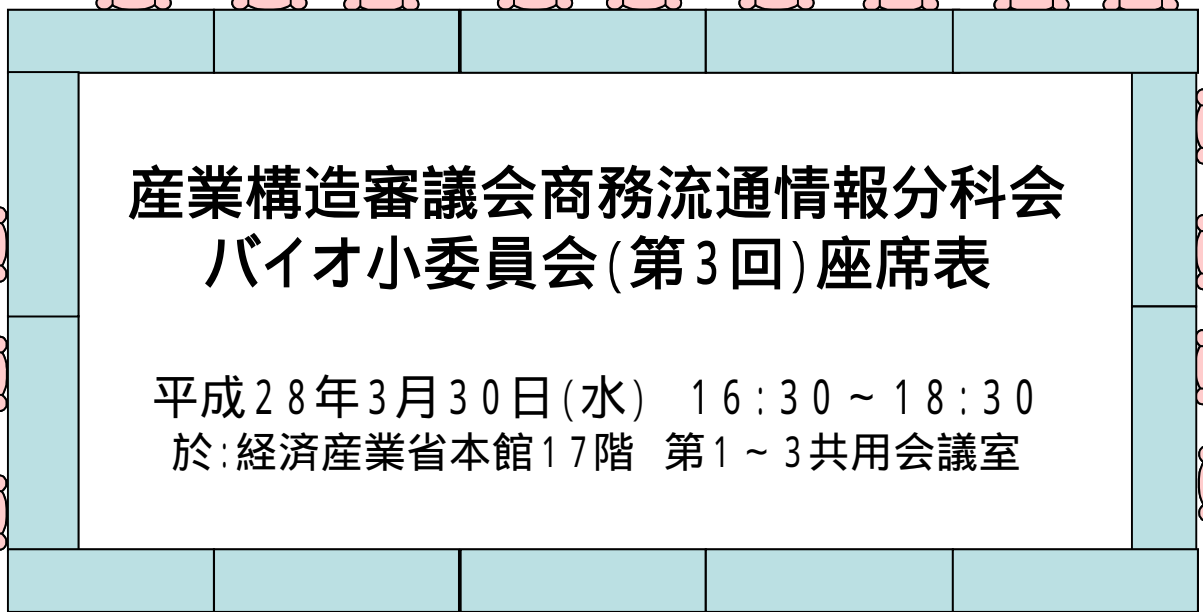 産業構造審議会商務流通情報分科会
バイオ小委員会(第3回)座席表
平成28年3月30日(水) 16:30~18:30
於:経済産業省本館17階 第1~3共用会議室